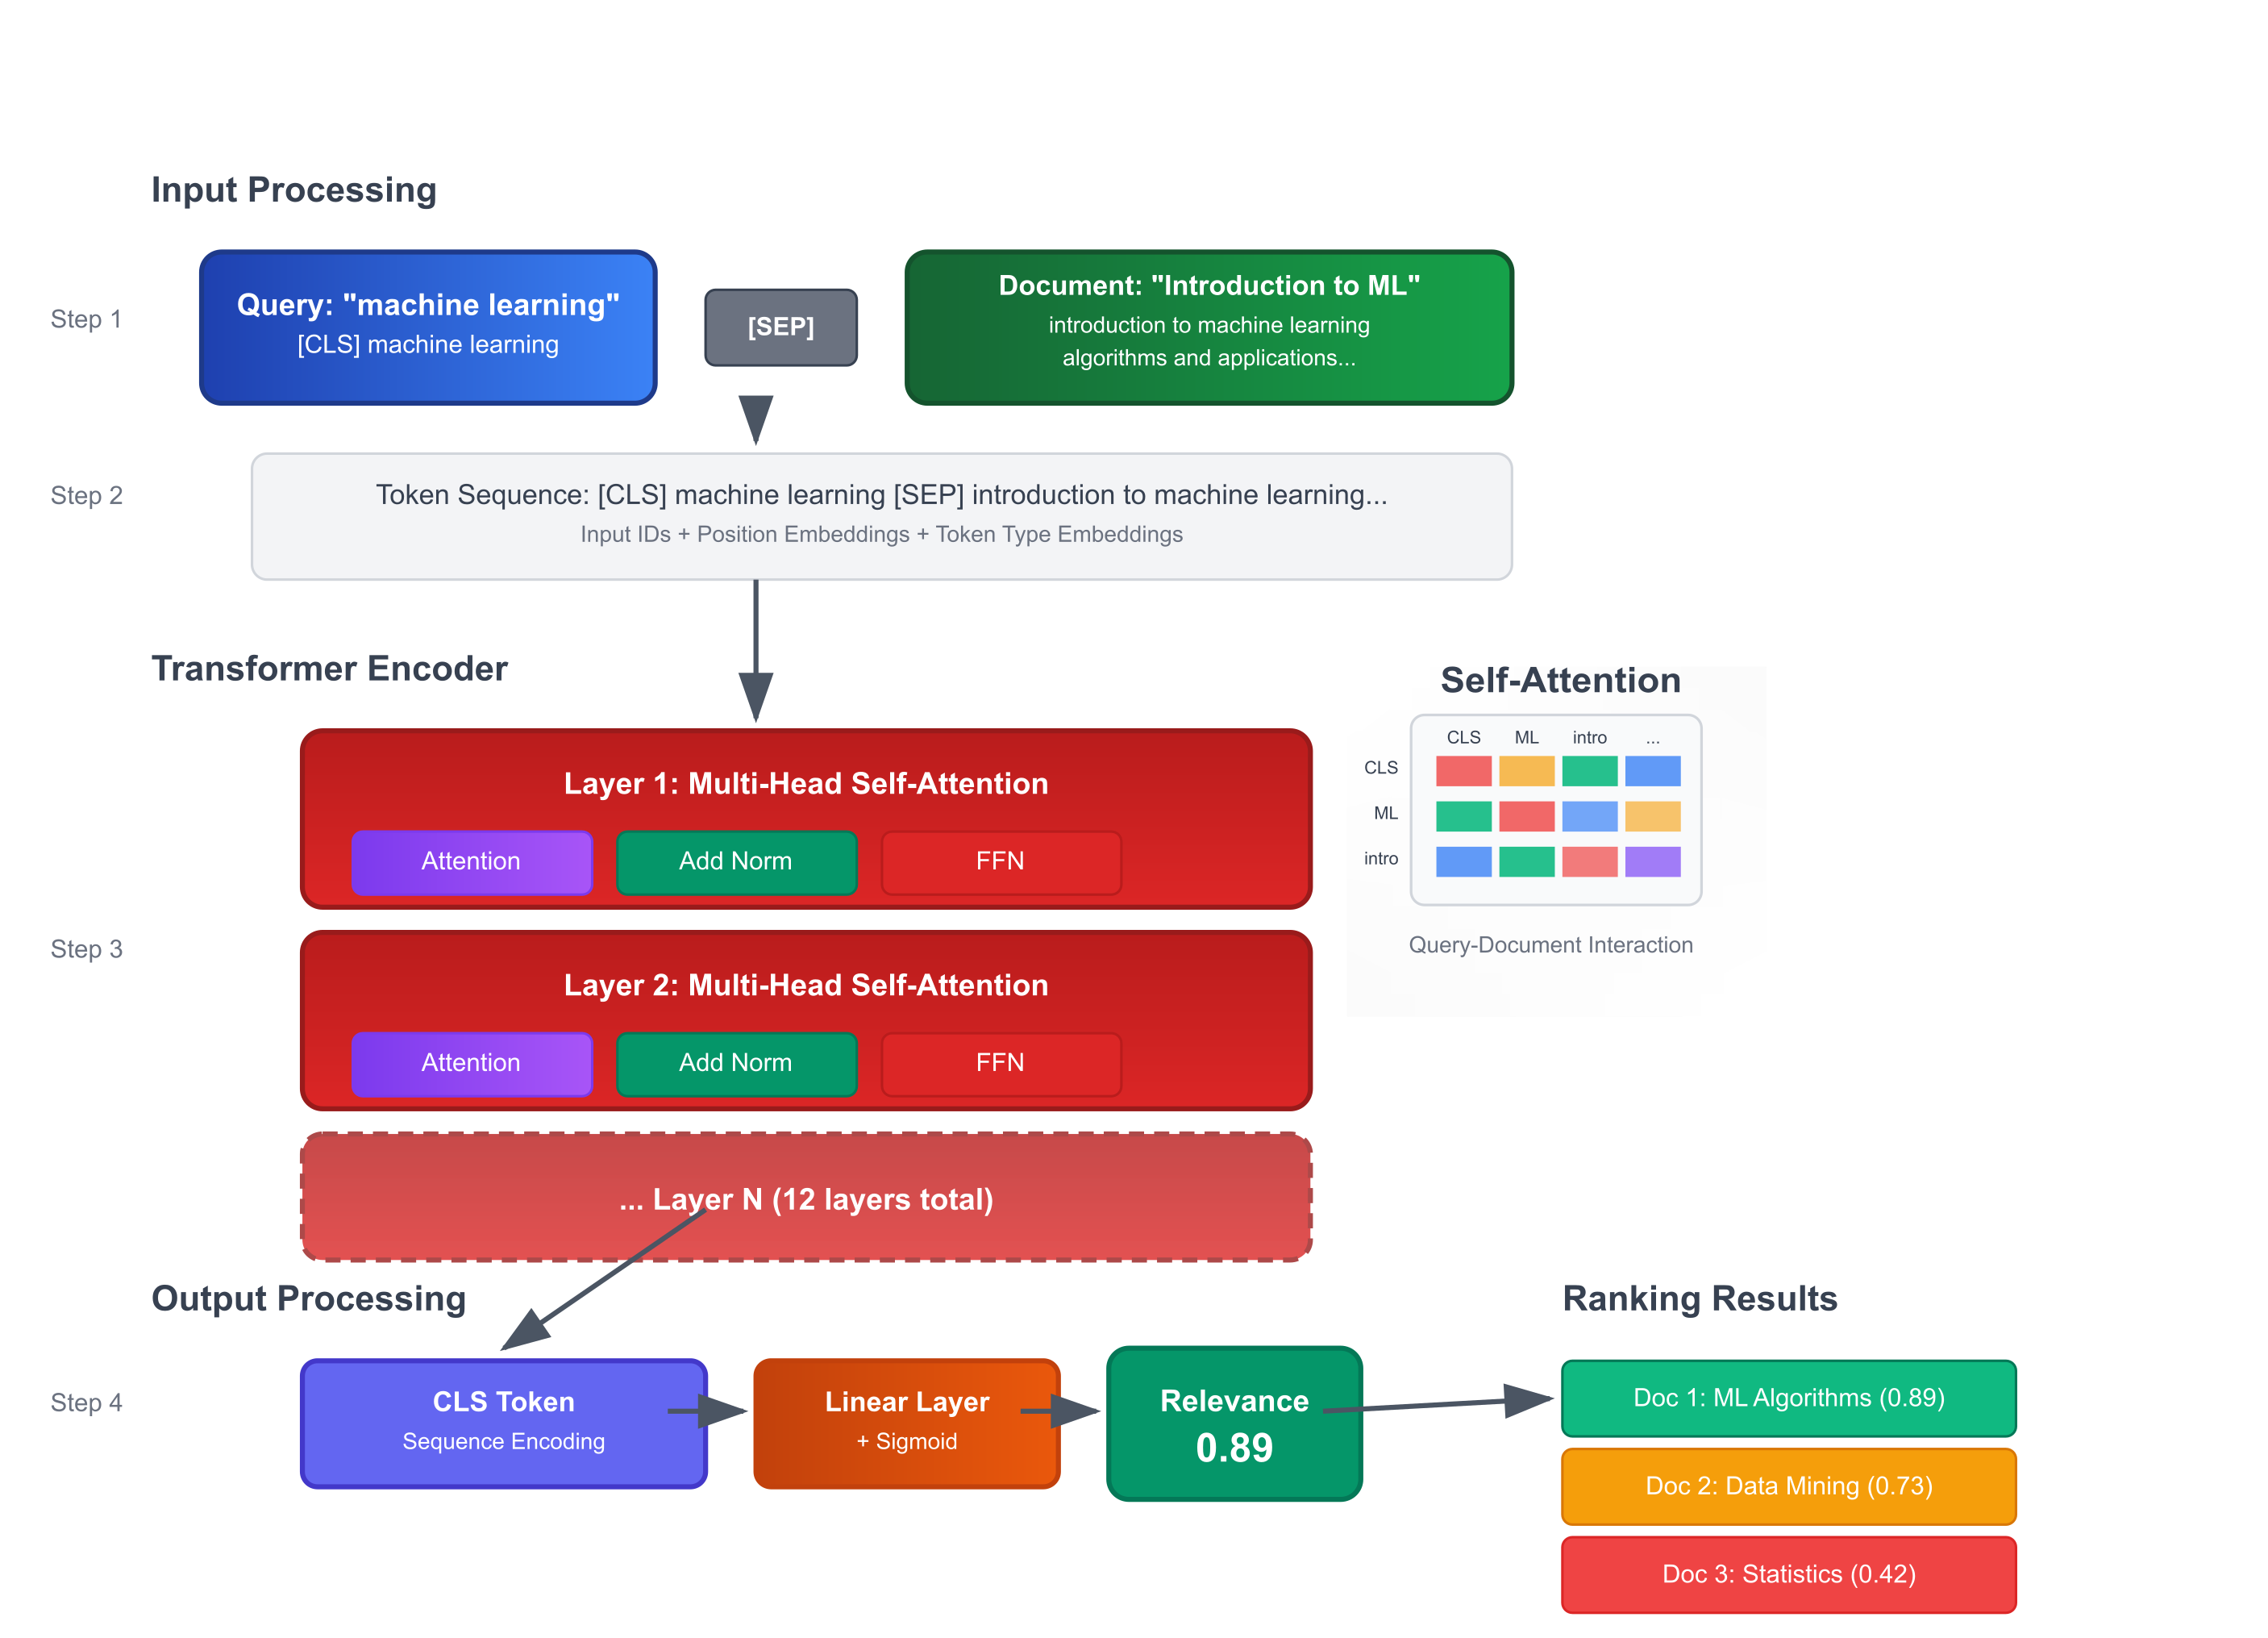 Input Processing
Step 1
Query: "machine learning"
[CLS] machine learning
[SEP]
Document: "Introduction to ML"
introduction to machine learning
algorithms and applications...
Step 2
Token Sequence: [CLS] machine learning [SEP] introduction to machine learning...
Input IDs + Position Embeddings + Token Type Embeddings
Transformer Encoder
Step 3
Layer 1: Multi-Head Self-Attention
Attention
Add Norm
FFN
Layer 2: Multi-Head Self-Attention
Attention
Add Norm
FFN
... Layer N (12 layers total)
Self-Attention
CLS ML intro ...
CLS
ML
intro
Query-Document Interaction
Output Processing
Step 4
CLS Token
Sequence Encoding
Linear Layer
+ Sigmoid
Relevance
0.89
Ranking Results
Doc 1: ML Algorithms (0.89)
Doc 2: Data Mining (0.73)
Doc 3: Statistics (0.42)